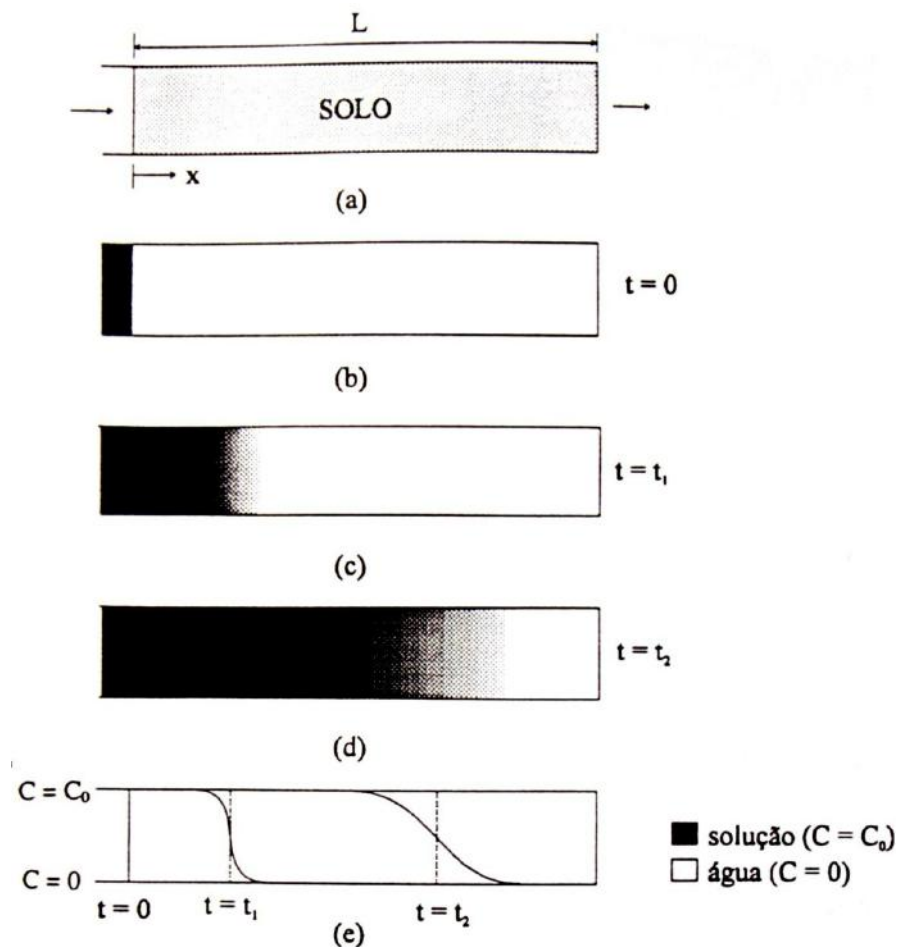 L
SOLO
x
(a)
t = 0
(b)
t = t₁
(c)
t = t₂
(d)
C = C₀
C = 0
t = 0 t = t₁ t = t₂
(e)
solução (C = C₀)
água (C = 0)